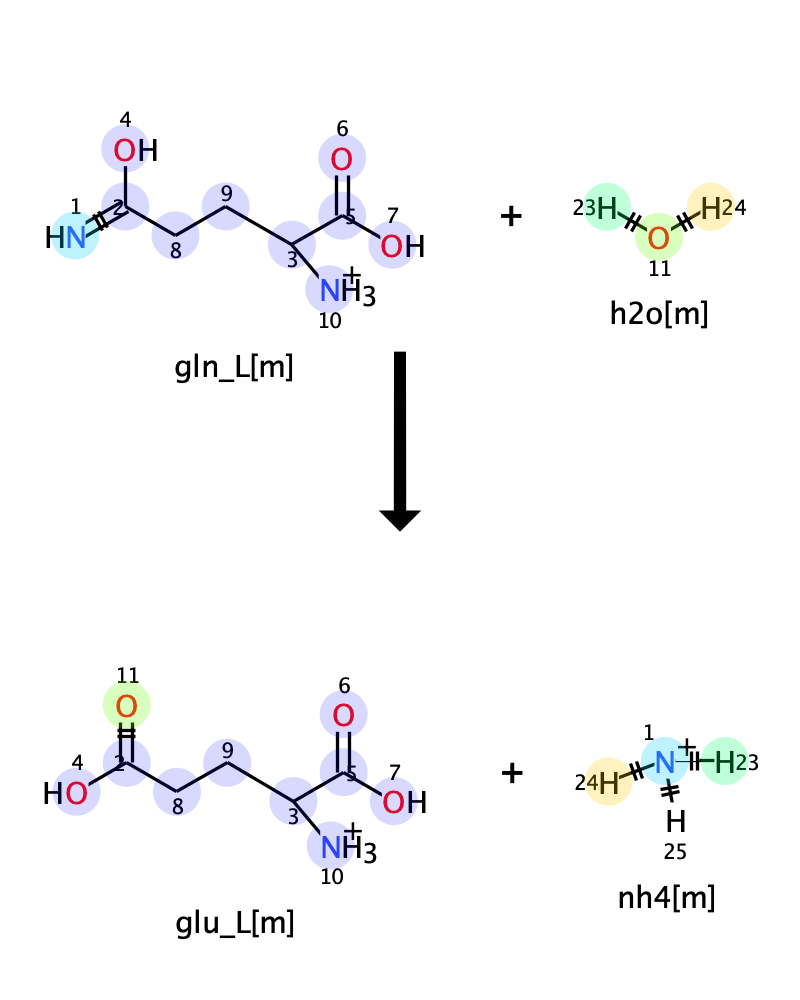 4
OH
6
O
1
2
9
5
7
23H
H24
+
HN
8
3
OH
O
11
+
NH3
10
h2o[m]
gln_L[m]
11
O
6
O
4
2
9
5
7
1
+
N
H23
+
24H
HO
8
3
OH
+
NH3
10
H
25
nh4[m]
glu_L[m]